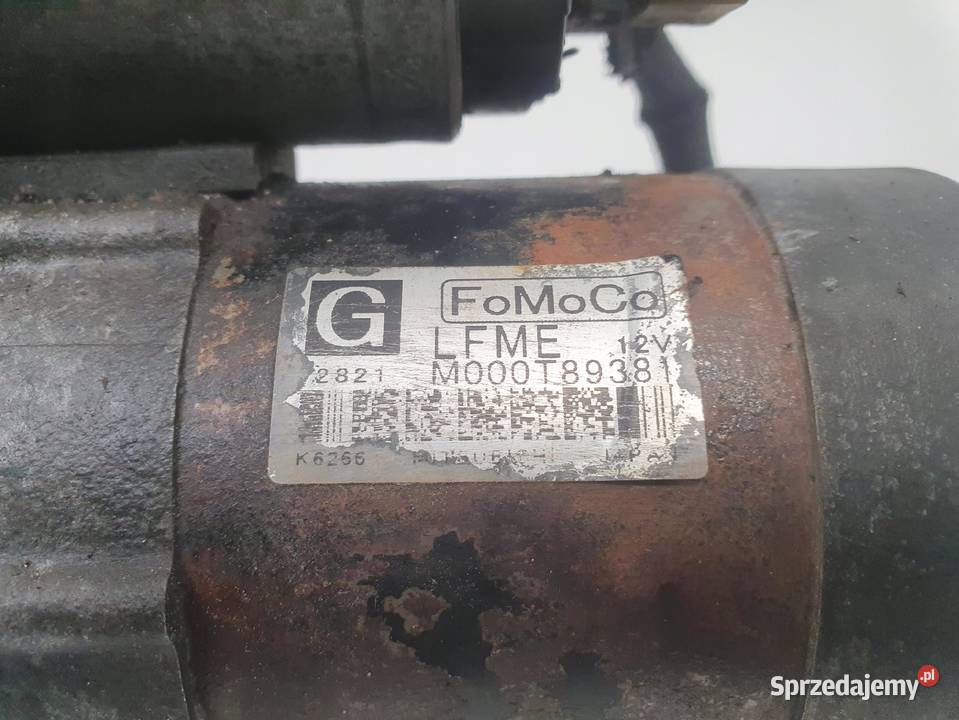 G
FoMoCo
LFME 12V
2821 M000T89381
K6266
Sprzedajemy.pl